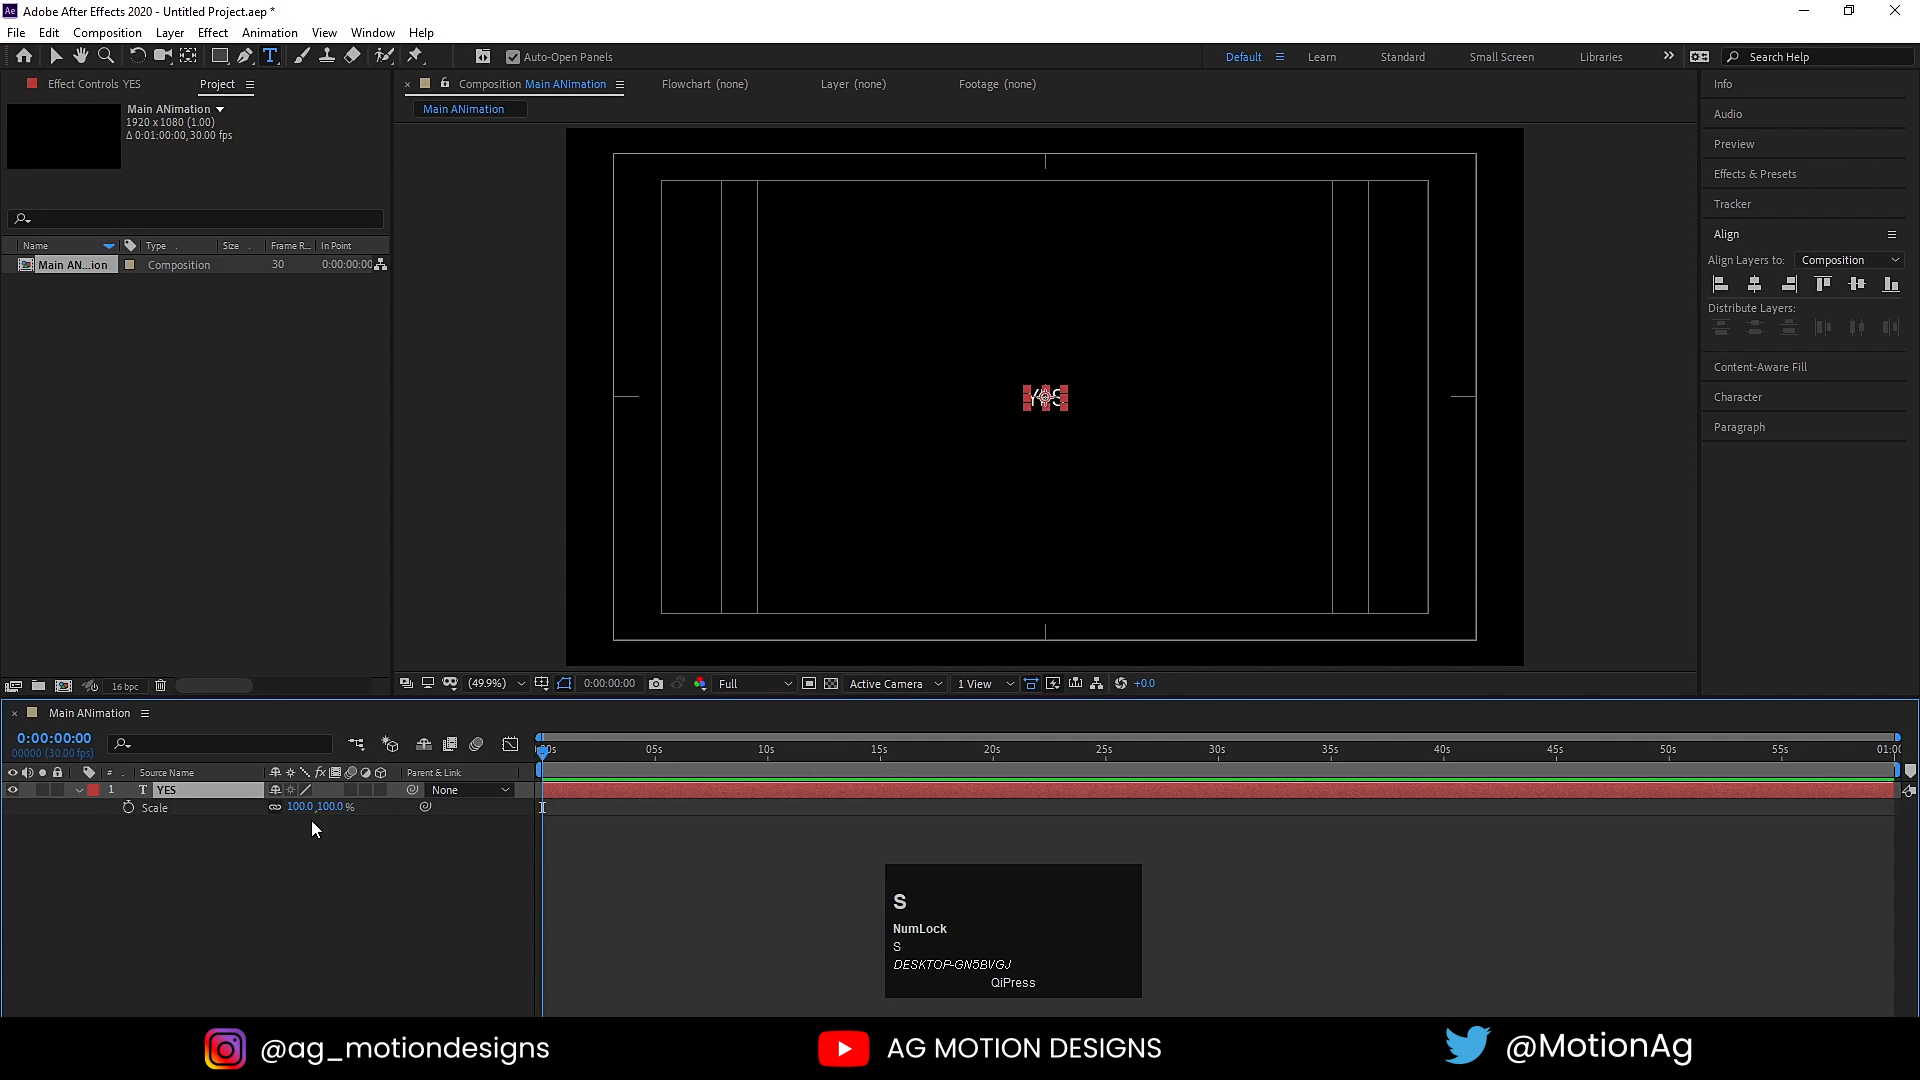 Ae Adobe After Effects 2020 - Untitled Project.aep *
File Edit Composition Layer Effect Animation View Window Help
Auto-Open Panels
Default Learn Standard Small Screen Libraries Search Help
Effect Controls YES Project
Composition Main ANimation Flowchart (none) Layer (none) Footage (none)
Main ANimation
Main ANimation
1920 x 1080 (1.00)
Δ 0:01:00:00, 30.00 fps
Name Type Size Frame R... In Point
Main AN...ion Composition 30 0:00:00:00
Info
Audio
Preview
Effects & Presets
Tracker
Align
Align Layers to: Composition
Distribute Layers:
Content-Aware Fill
Character
Paragraph
YES
16 bpc
(49.9%) 0:00:00:00 Full Active Camera 1 View +0.0
Main ANimation
0:00:00:00
00000 (30.00 fps)
:00s 05s 10s 15s 20s 25s 30s 35s 40s 45s 50s 55s 01:00
# Source Name fx Parent & Link
1 T YES None
Scale 100.0,100.0 %
S
NumLock
S
DESKTOP-GN5BVGJ
QiPress
@ag_motiondesigns AG MOTION DESIGNS @MotionAg